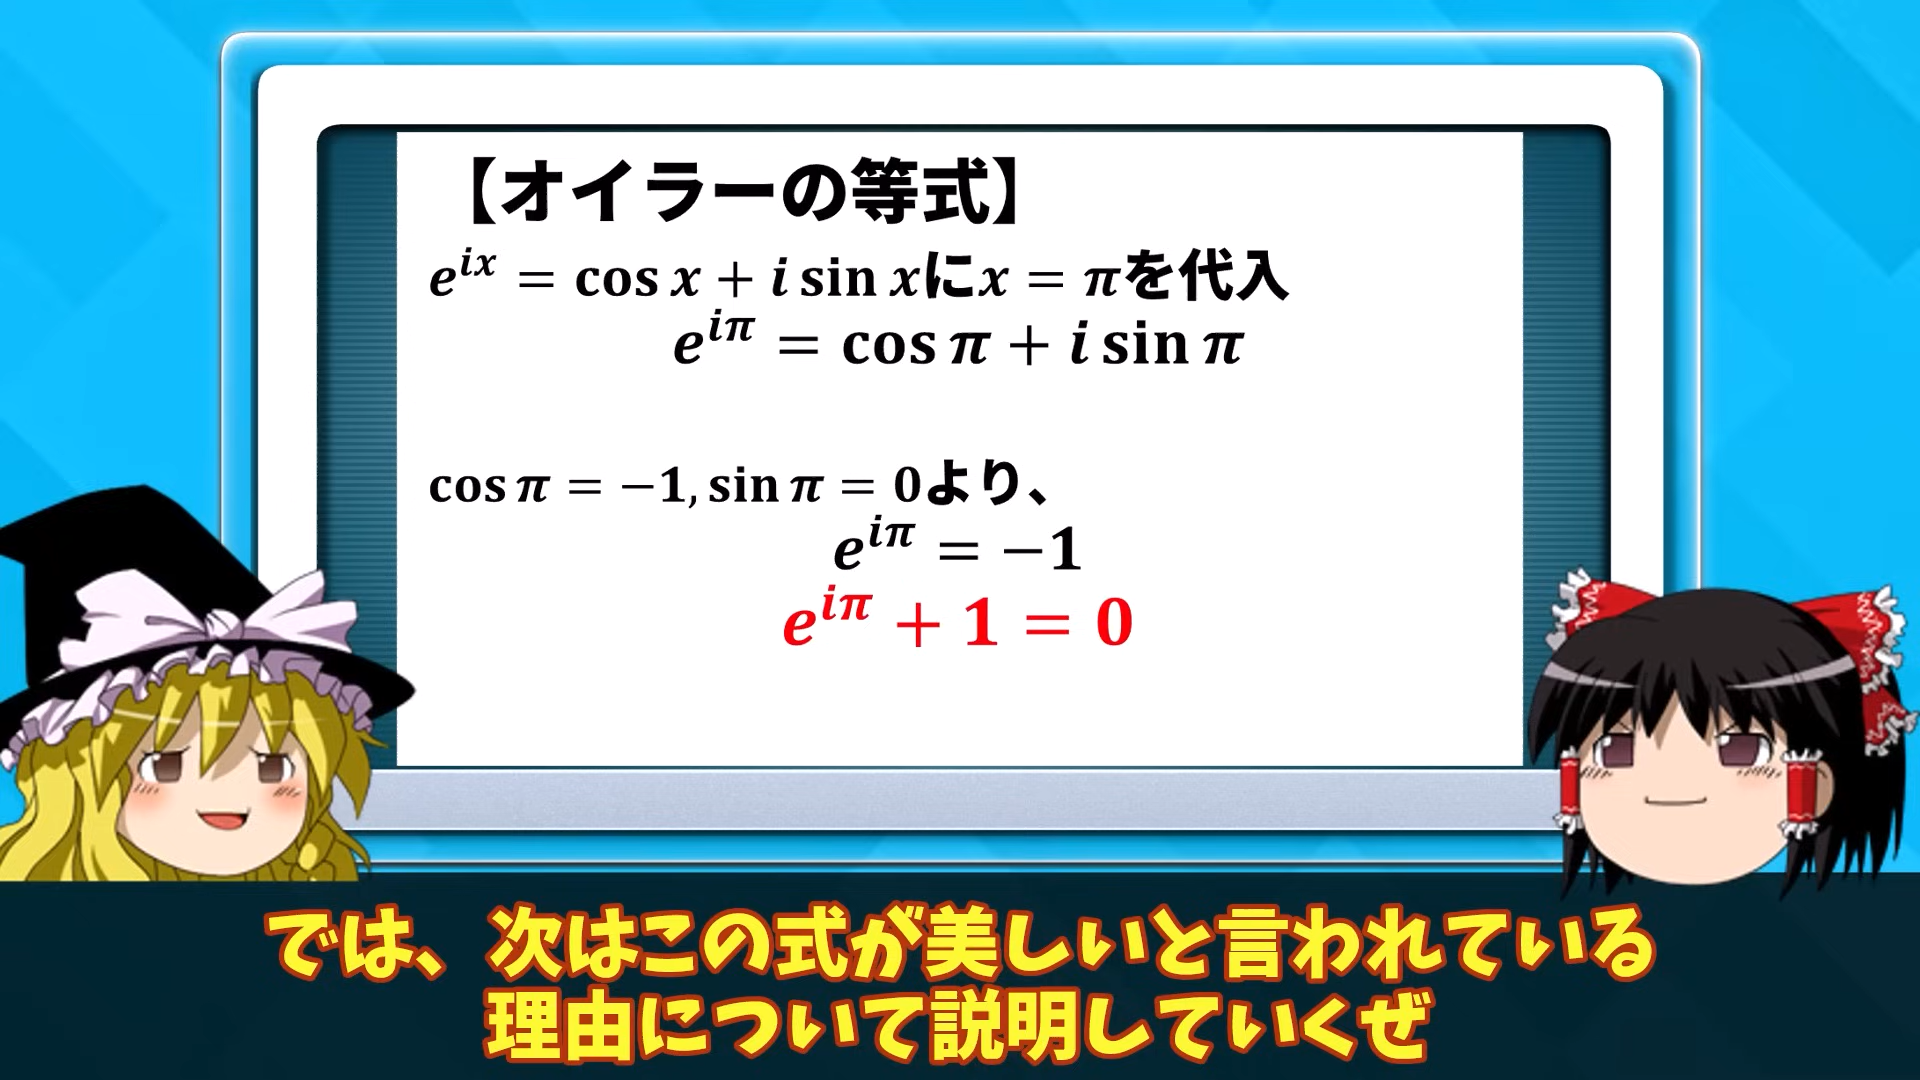 【オイラーの等式】
e^{ix} = cos x + i sin xにx = πを代入
e^{iπ} = cos π + i sin π
cos π = −1, sin π = 0より、
e^{iπ} = −1
e^{iπ} + 1 = 0
では、次はこの式が美しいと言われている
理由について説明していくぜ